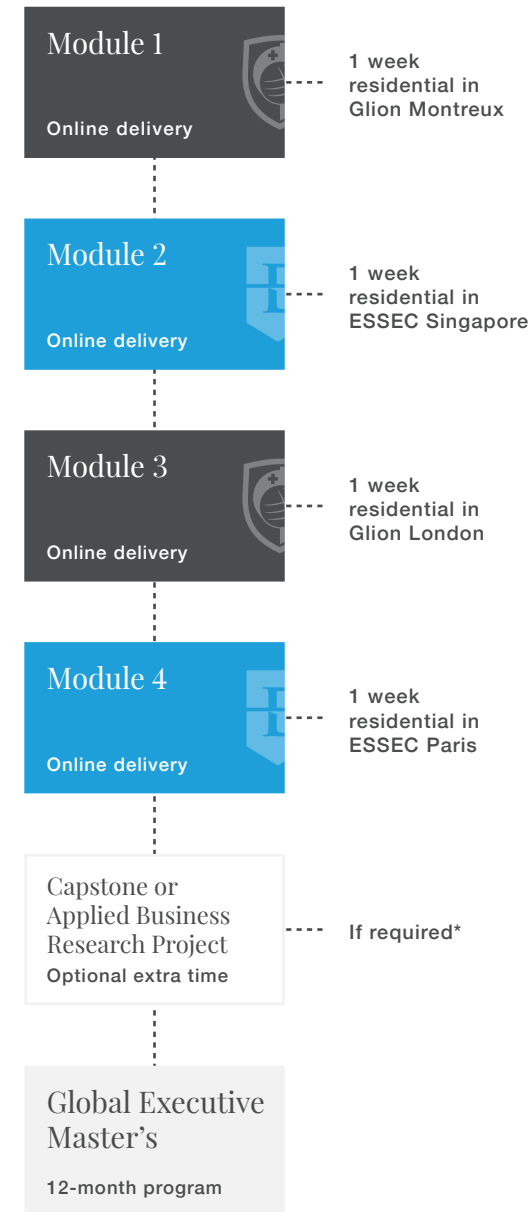 Module 1
Online delivery
1 week
residential in
Glion Montreux
Module 2
Online delivery
1 week
residential in
ESSEC Singapore
Module 3
Online delivery
1 week
residential in
Glion London
Module 4
Online delivery
1 week
residential in
ESSEC Paris
Capstone or
Applied Business
Research Project
Optional extra time
If required*
Global Executive
Master’s
12-month program